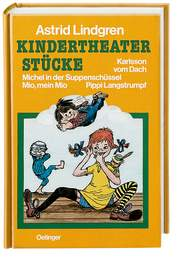 Astrid Lindgren
KINDERTHEATER
STÜCKE
Karlsson
vom Dach
Michel in der Suppenschüssel
Mio, mein Mio Pippi Langstrumpf
Oetinger